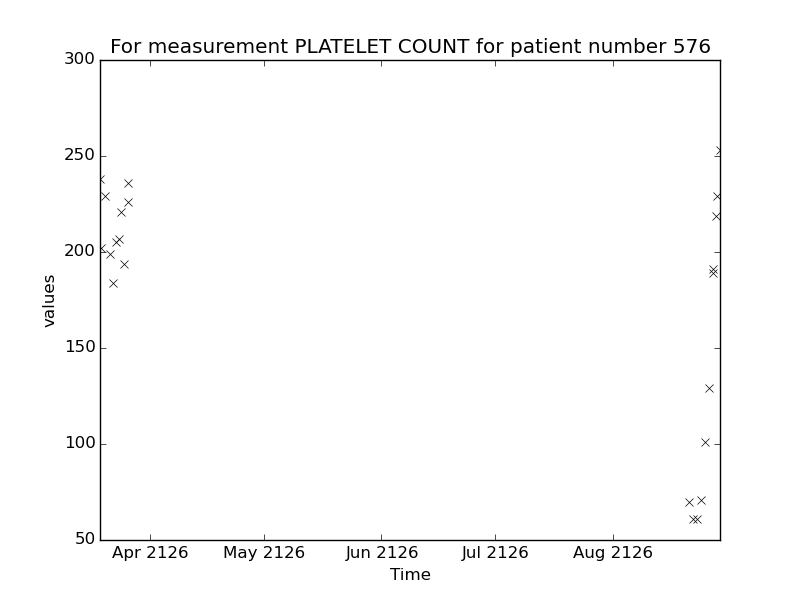 For measurement PLATELET COUNT for patient number 576
300
250
200
150
100
50
values
Apr 2126 May 2126 Jun 2126 Jul 2126 Aug 2126
Time